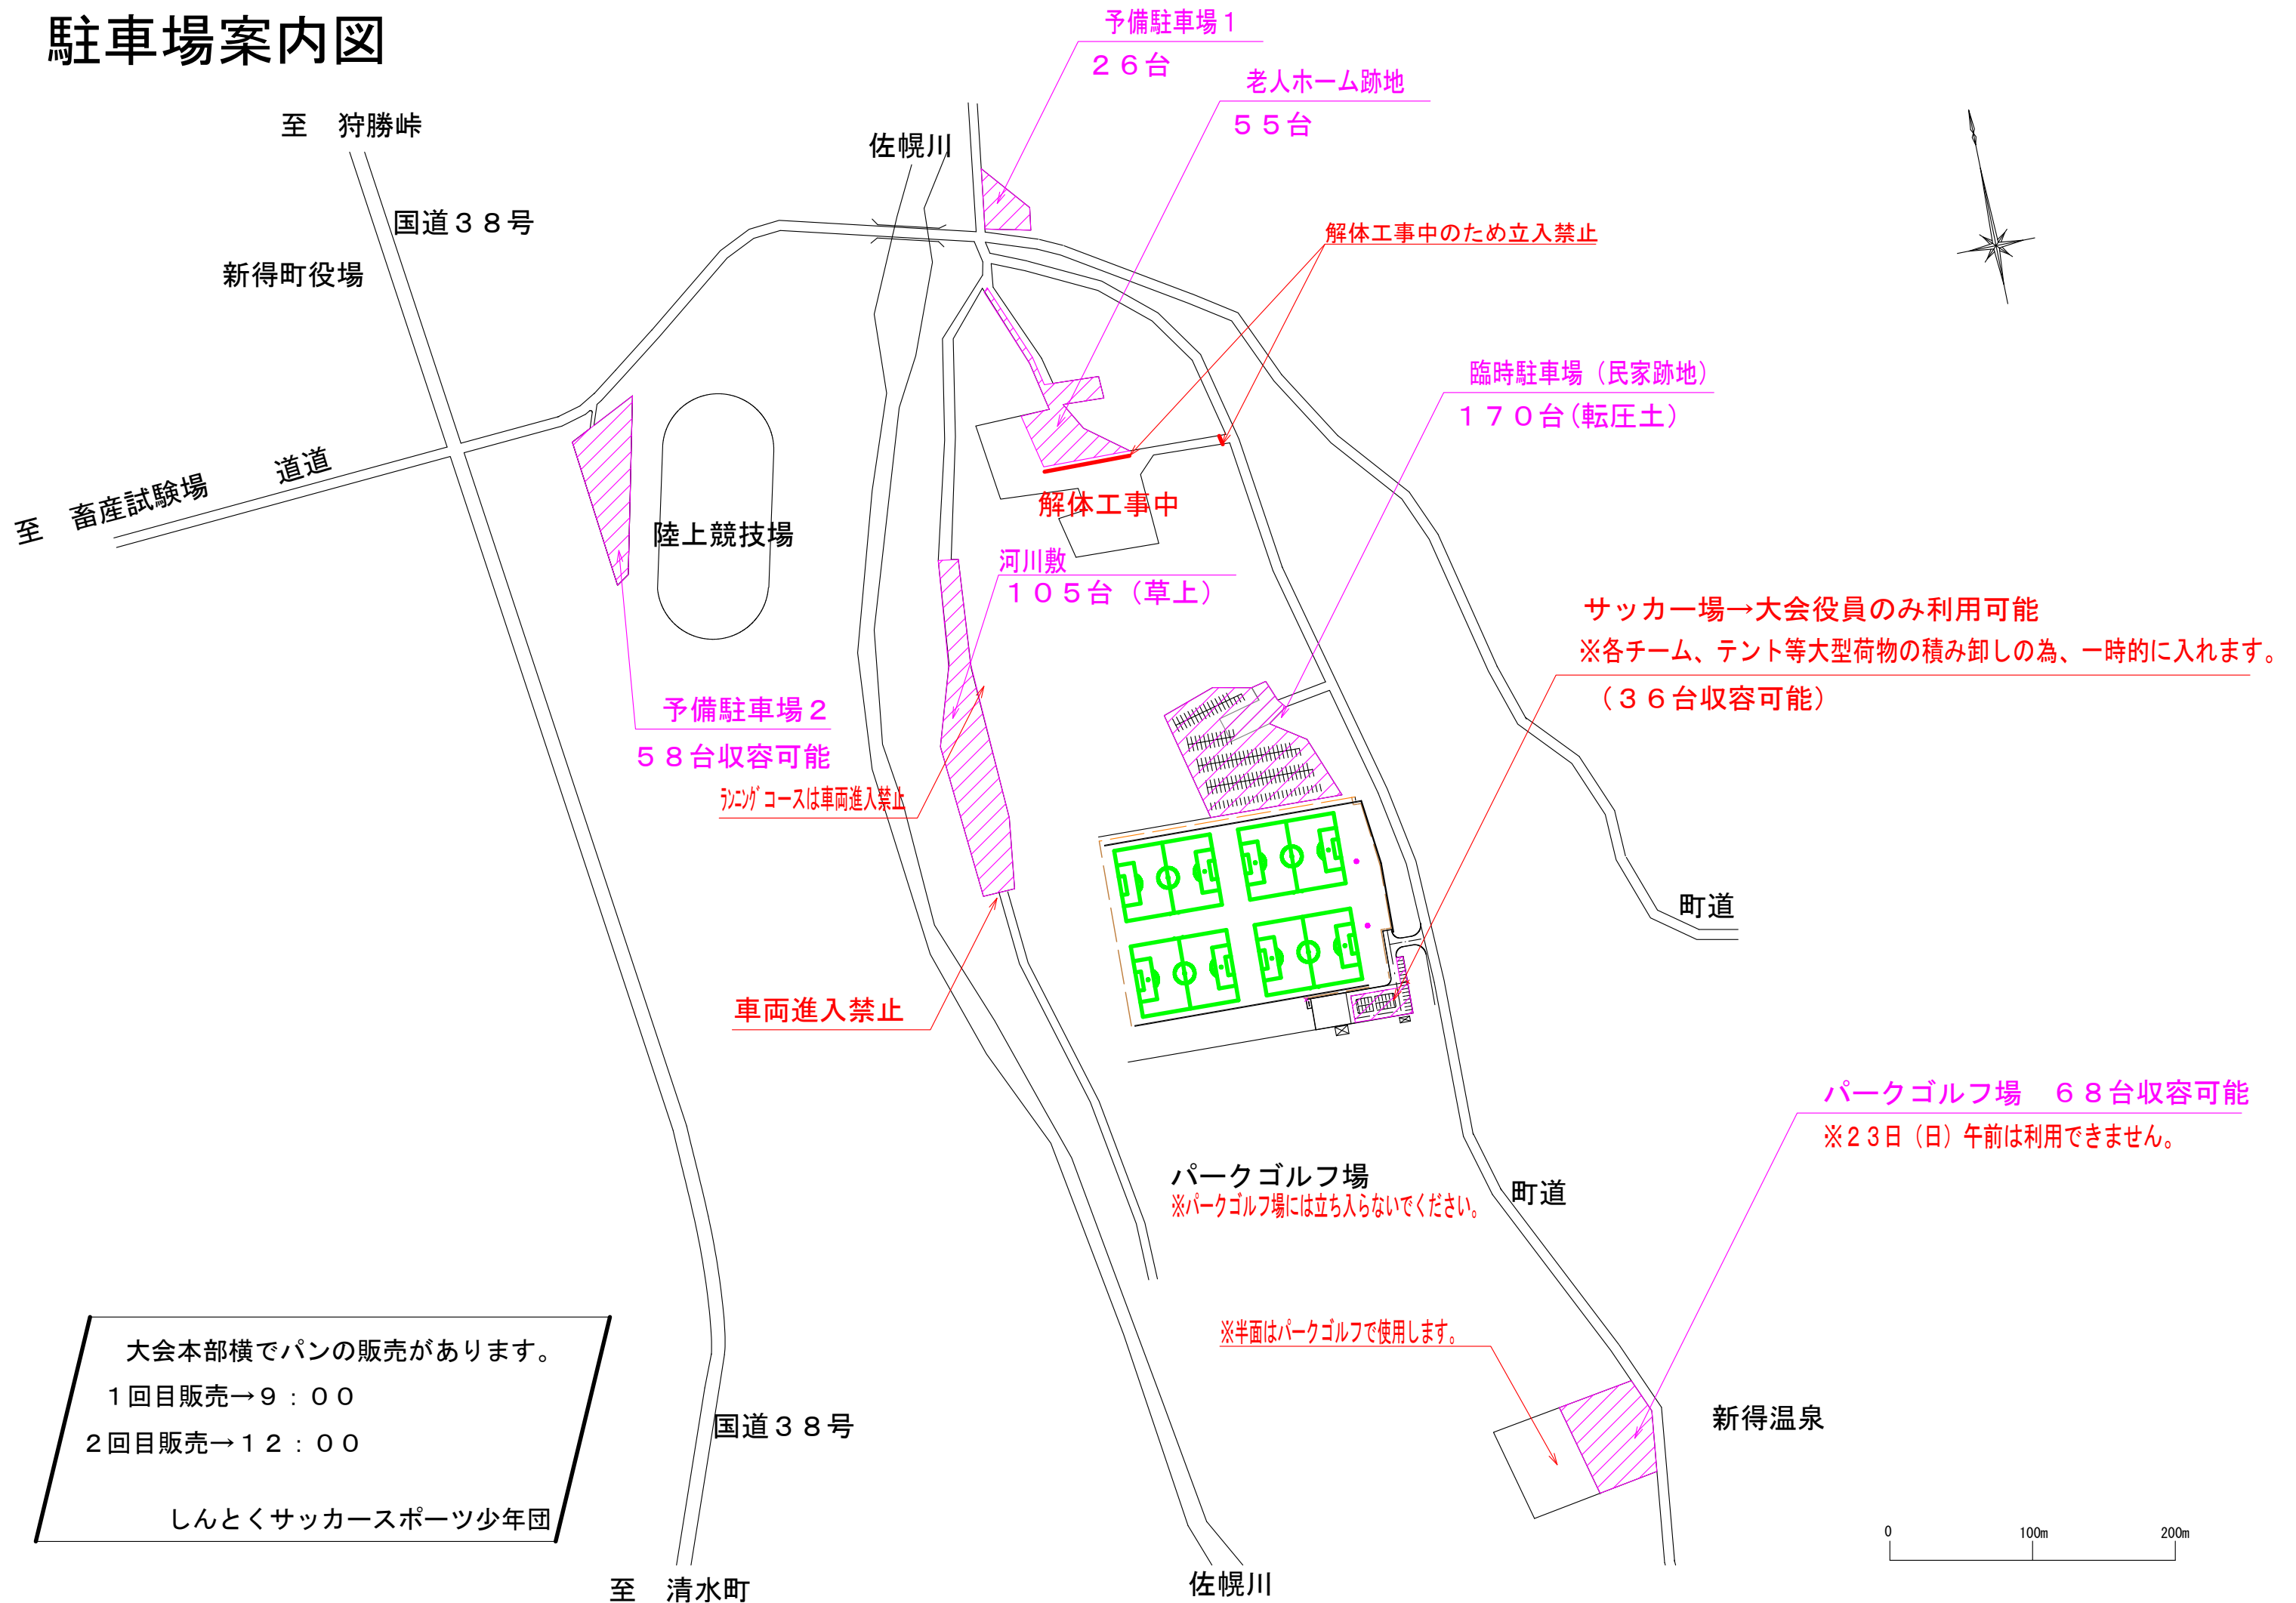 駐車場案内図
予備駐車場１
２６台
老人ホーム跡地
５５台
至　狩勝峠
佐幌川
国道３８号
新得町役場
解体工事中のため立入禁止
臨時駐車場（民家跡地）
１７０台（転圧土）
道道
至　畜産試験場
解体工事中
陸上競技場
河川敷
１０５台（草上）
サッカー場→大会役員のみ利用可能
※各チーム、テント等大型荷物の積み卸しの為、一時的に入れます。
（３６台収容可能）
予備駐車場２
５８台収容可能
ﾗﾝﾆﾝｸﾞコースは車両進入禁止
町道
車両進入禁止
パークゴルフ場　６８台収容可能
※２３日（日）午前は利用できません。
パークゴルフ場
※パークゴルフ場には立ち入らないでください。
町道
※半面はパークゴルフで使用します。
大会本部横でパンの販売があります。
１回目販売→９：００
２回目販売→１２：００
しんとくサッカースポーツ少年団
国道３８号
新得温泉
0 100m 200m
至　清水町
佐幌川